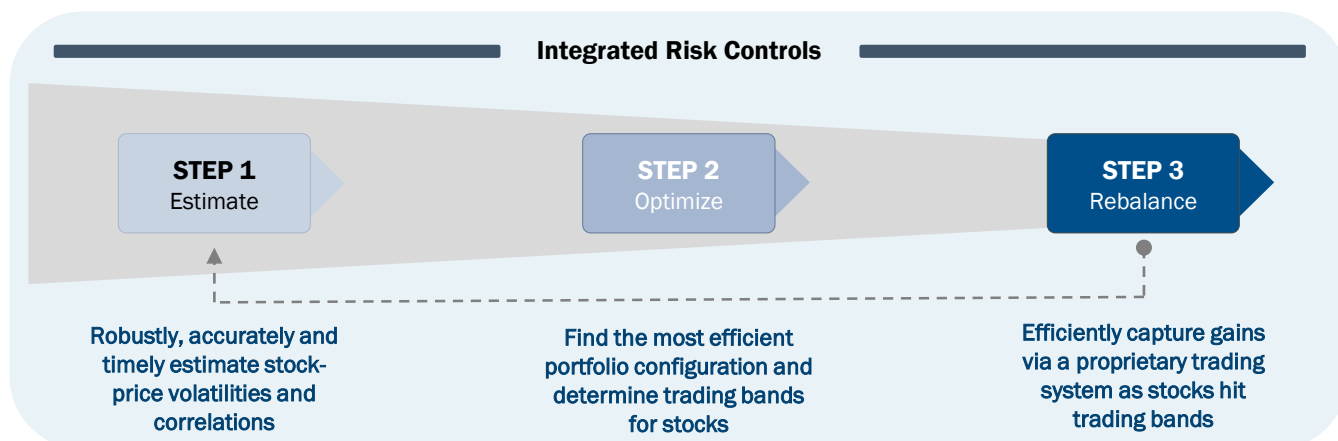 Integrated Risk Controls
STEP 1
Estimate
STEP 2
Optimize
STEP 3
Rebalance
Robustly, accurately and
timely estimate stock-
price volatilities and
correlations
Find the most efficient
portfolio configuration and
determine trading bands
for stocks
Efficiently capture gains
via a proprietary trading
system as stocks hit
trading bands